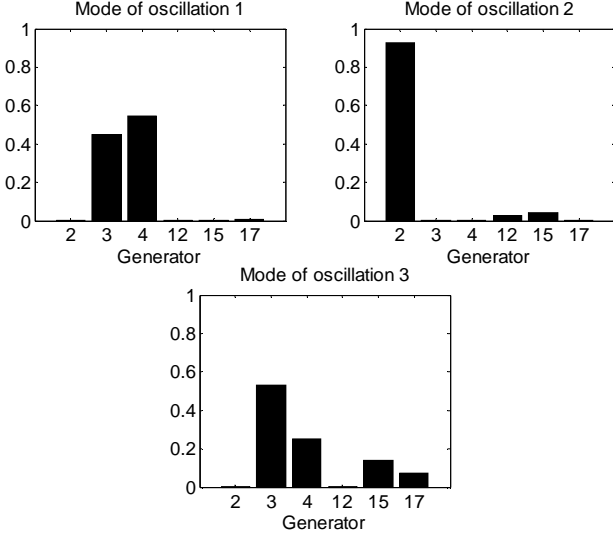 Mode of oscillation 1
1
0.8
0.6
0.4
0.2
0
2 3 4 12 15 17
Generator
Mode of oscillation 2
1
0.8
0.6
0.4
0.2
0
2 3 4 12 15 17
Generator
Mode of oscillation 3
1
0.8
0.6
0.4
0.2
0
2 3 4 12 15 17
Generator